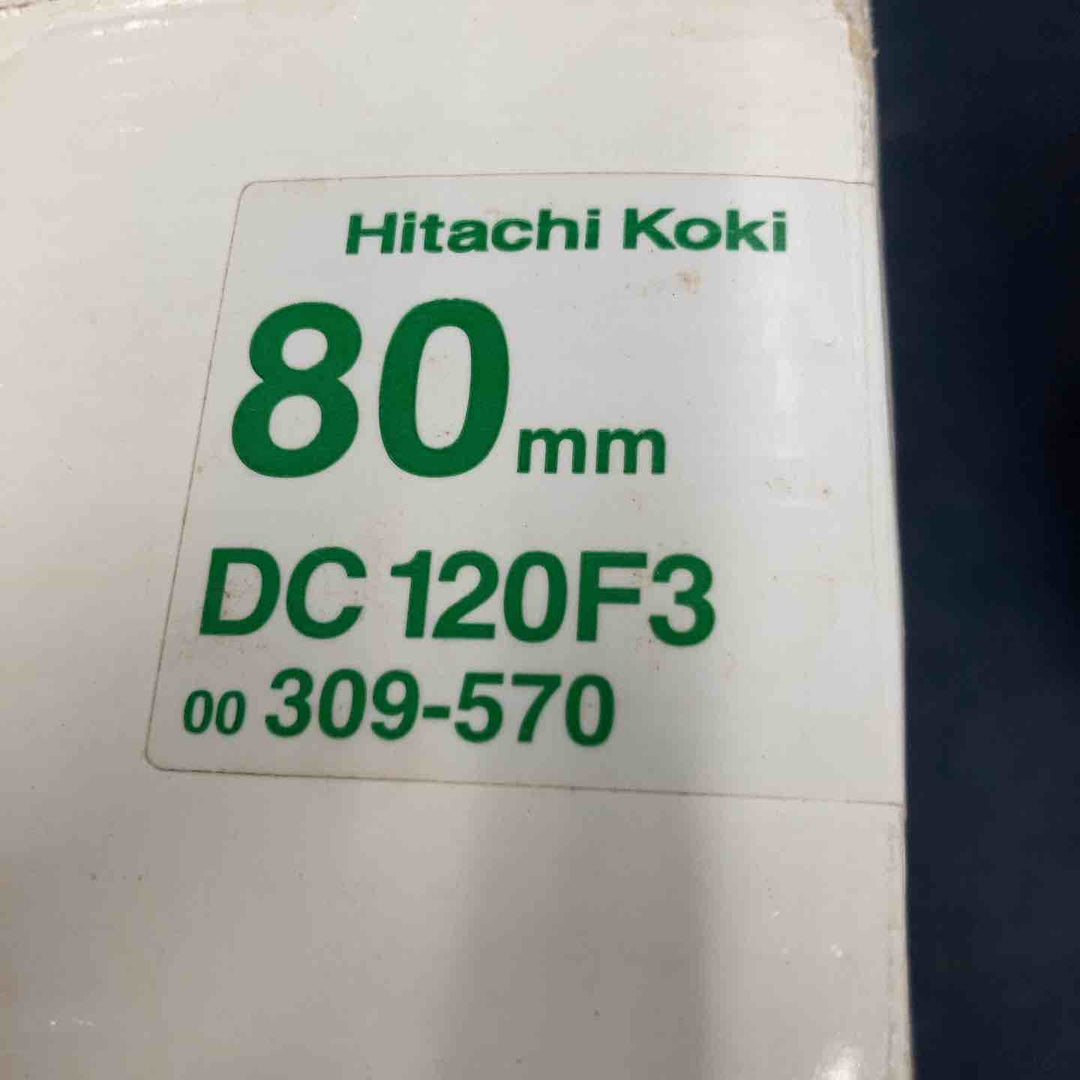 Hitachi Koki
80mm
DC 120F3
00 309-570